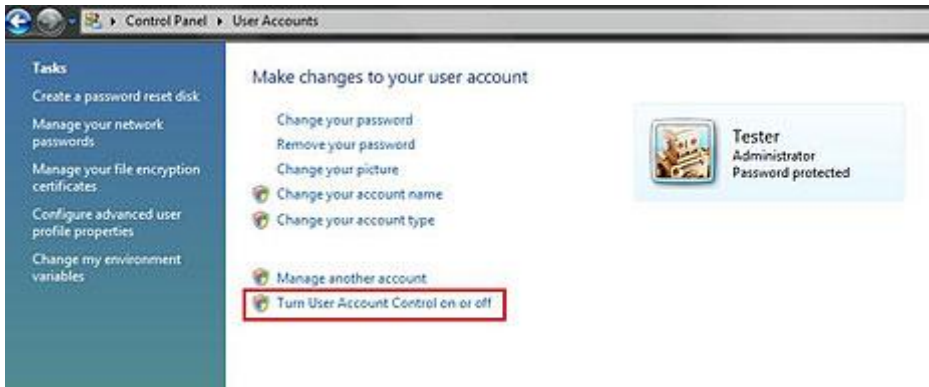 Control Panel ▸ User Accounts
Tasks
Create a password reset disk
Manage your network
passwords
Manage your file encryption
certificates
Configure advanced user
profile properties
Change my environment
variables
Make changes to your user account
Change your password
Remove your password
Change your picture
Change your account name
Change your account type
Manage another account
Turn User Account Control on or off
Tester
Administrator
Password protected